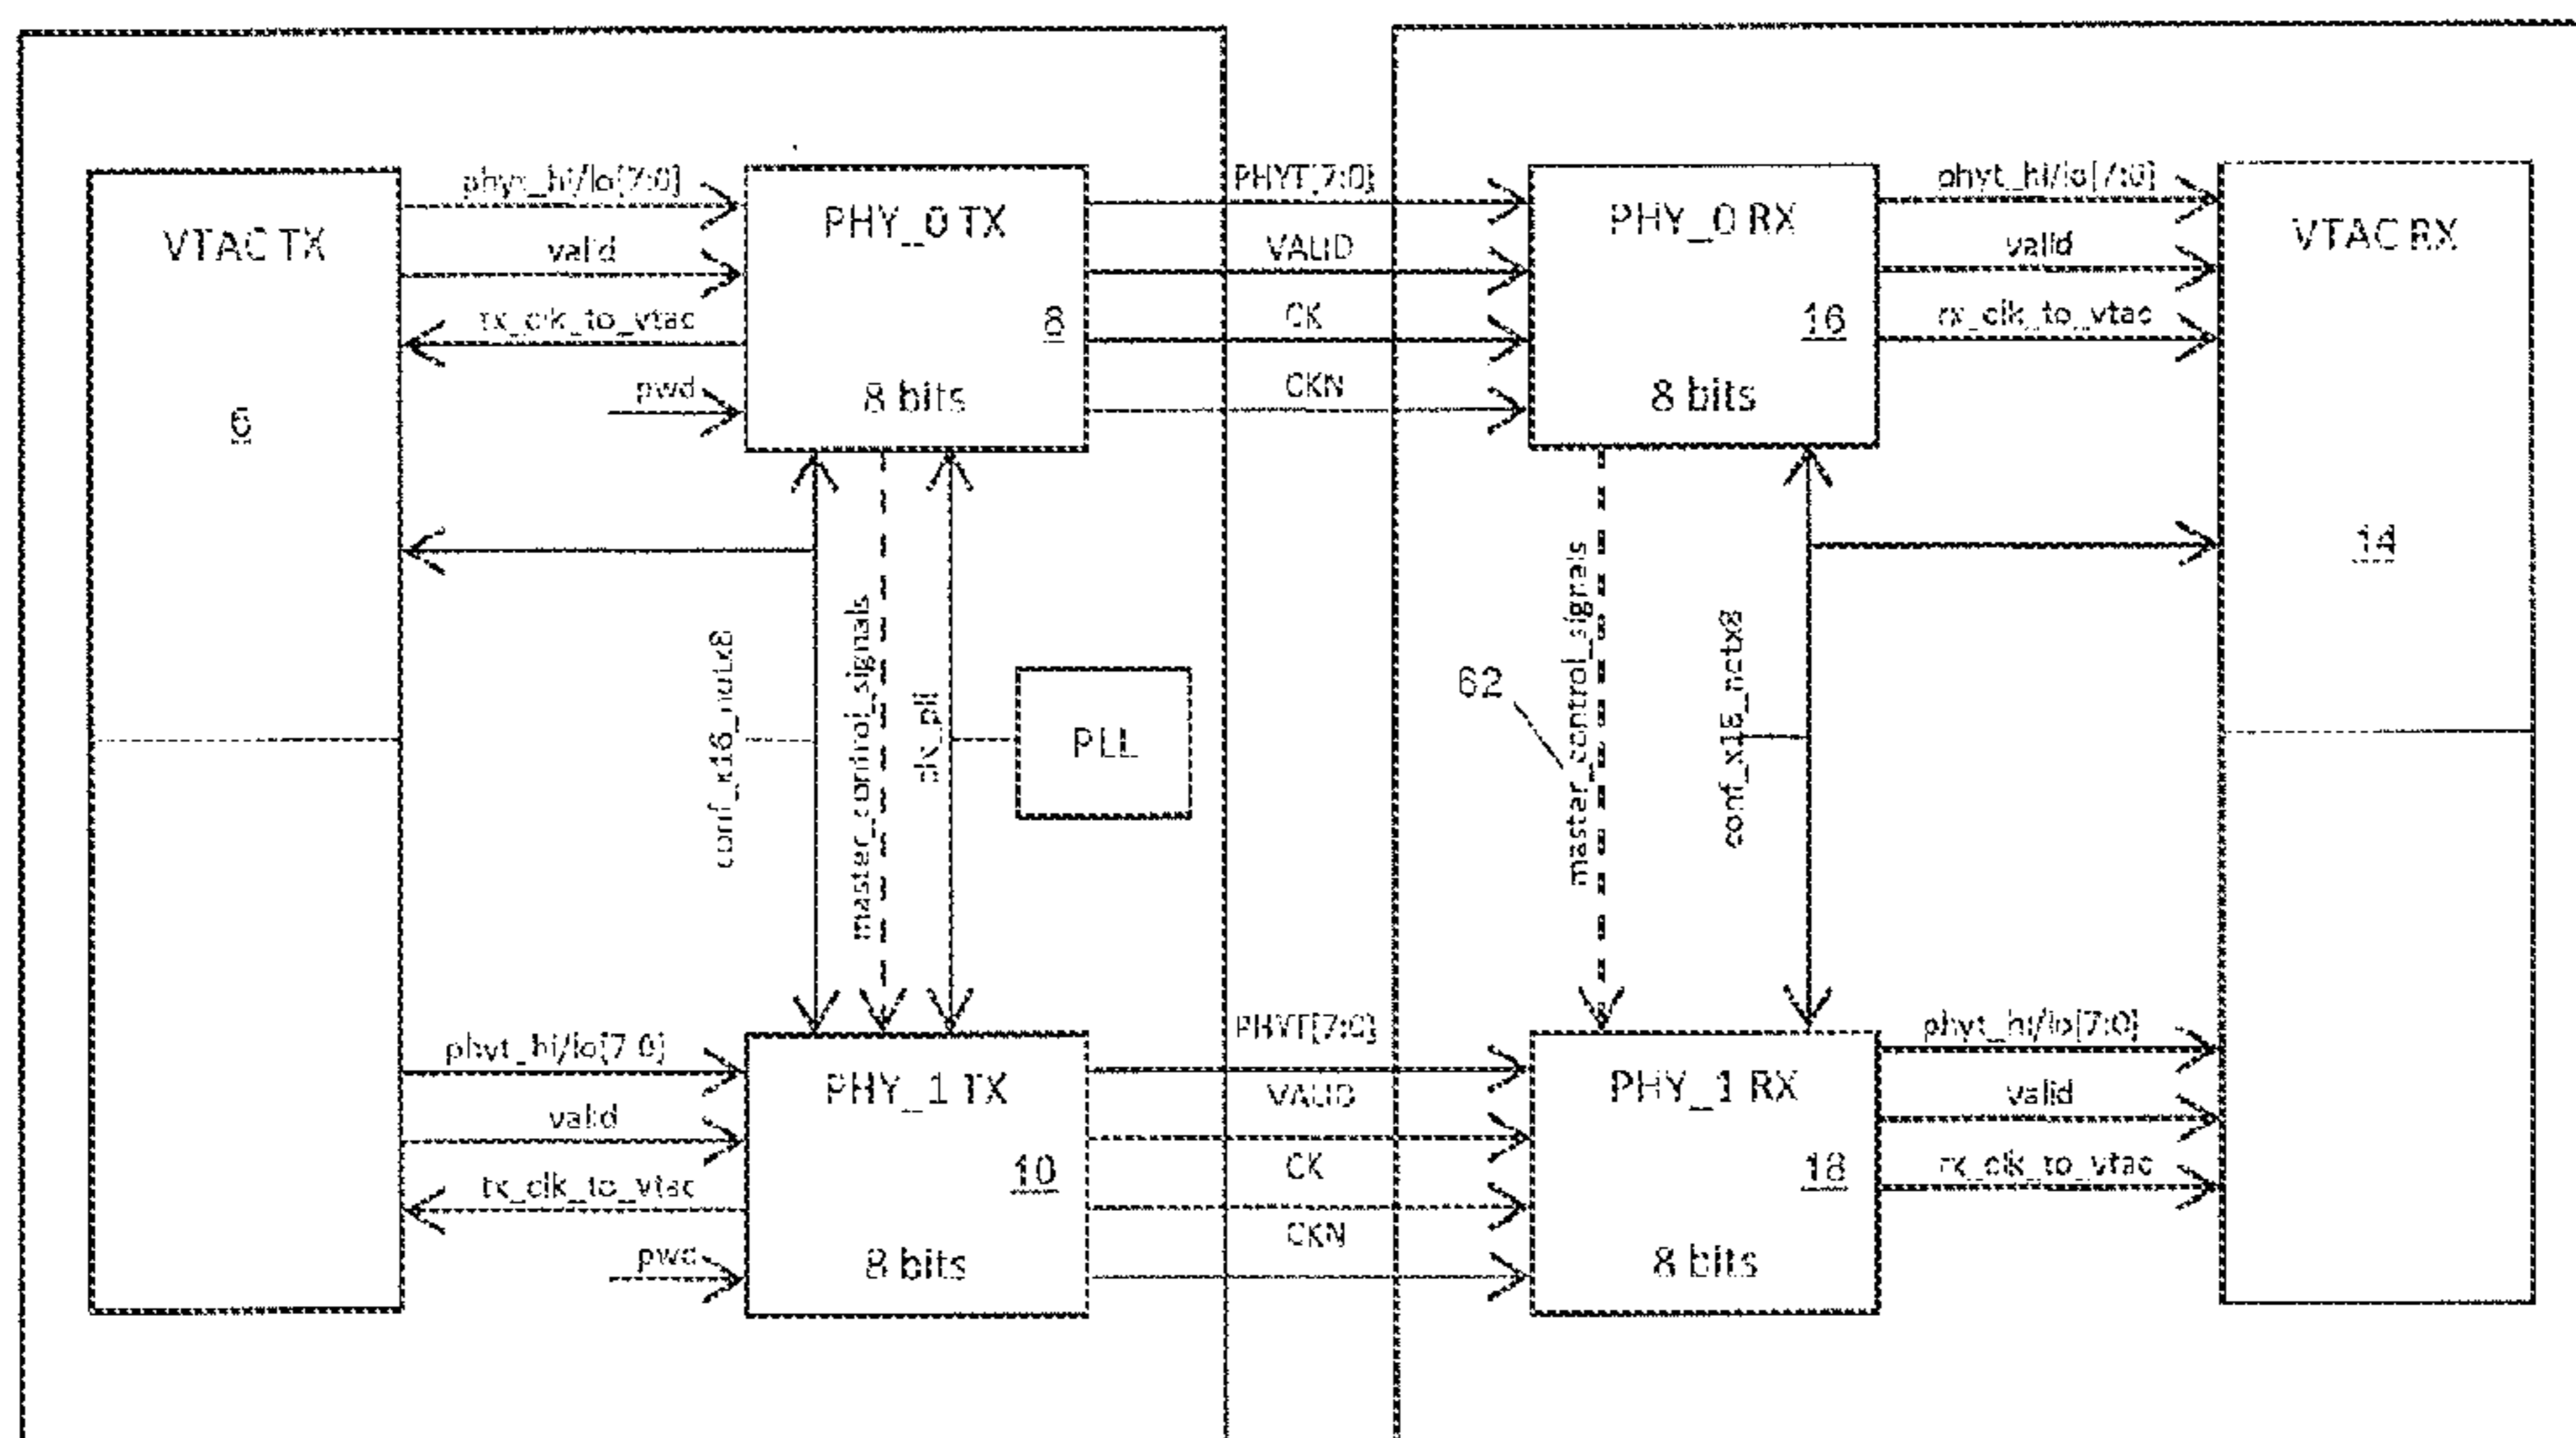 VTAC TX
6
phyt_hi/lo[7:0]
valid
tx_clk_to_vtac
pwd
PHY_0 TX
8
8 bits
PHYT[7:0]
VALID
CK
CKN
PHY_0 RX
16
8 bits
phyt_hi/lo[7:0]
valid
rx_clk_to_vtac
VTAC RX
14
conf_x16_notx8
master_control_signals
clk_pll
PLL
62
master_control_signals
conf_x16_notx8
phyt_hi/lo[7:0]
valid
tx_clk_to_vtac
pwd
PHY_1 TX
10
8 bits
PHYT[7:0]
VALID
CK
CKN
PHY_1 RX
18
8 bits
phyt_hi/lo[7:0]
valid
rx_clk_to_vtac